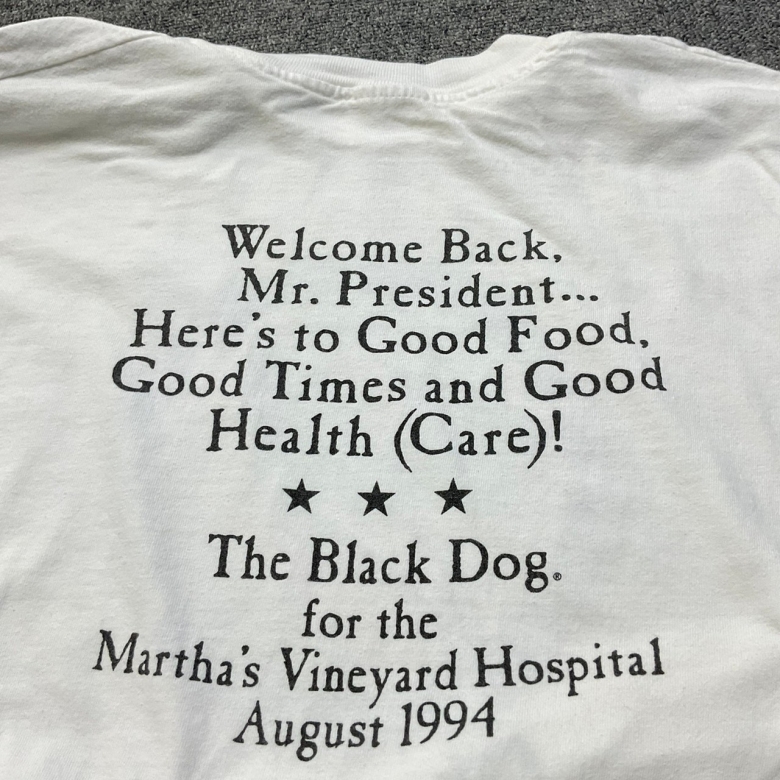 Welcome Back,
Mr. President...
Here's to Good Food,
Good Times and Good
Health (Care)!
★ ★ ★
The Black Dog®
for the
Martha's Vineyard Hospital
August 1994